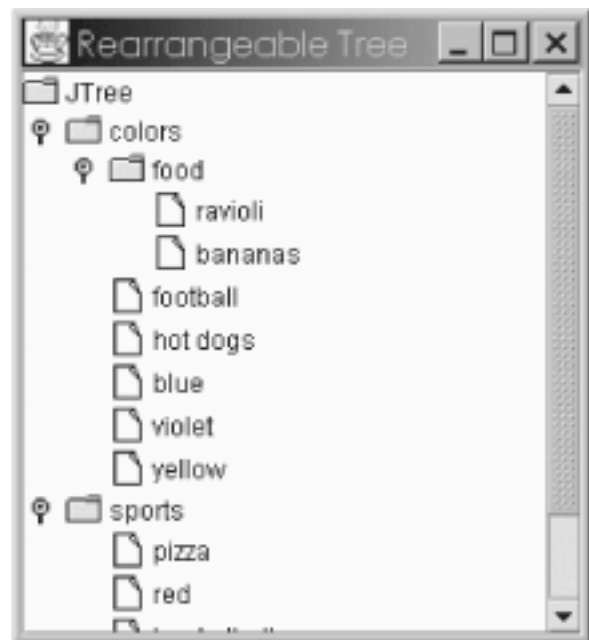 Rearrangeable Tree
JTree
colors
food
ravioli
bananas
football
hot dogs
blue
violet
yellow
sports
pizza
red